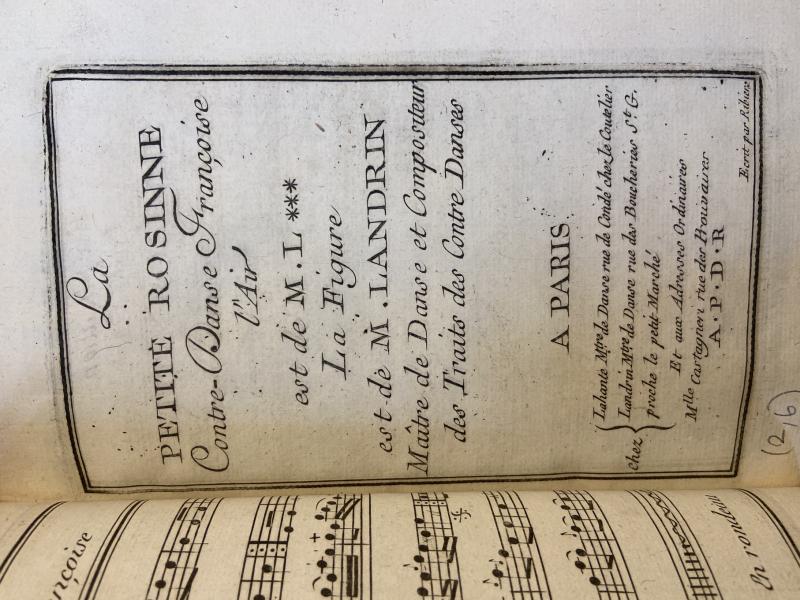 La
PETITE ROSINNE
Contre-Danse Françoise
l'Air
est de M. L ***
La Figure
est de M. LANDRIN
Maître de Danse et Compositeur
des Traits des Contre Danses
A PARIS
chez { Lahante Mtre de Danse rue de Condé chez le Coutelier
Landrin Mtre de Danse rue des Boucheries St G.
proche le petit Marché
Et aux Adresses Ordinaires
Mlle Castagneri rue des Prouvaires
A.P.D.R
Ecrit par Ribiere
(26)
nçoise
En rondeau